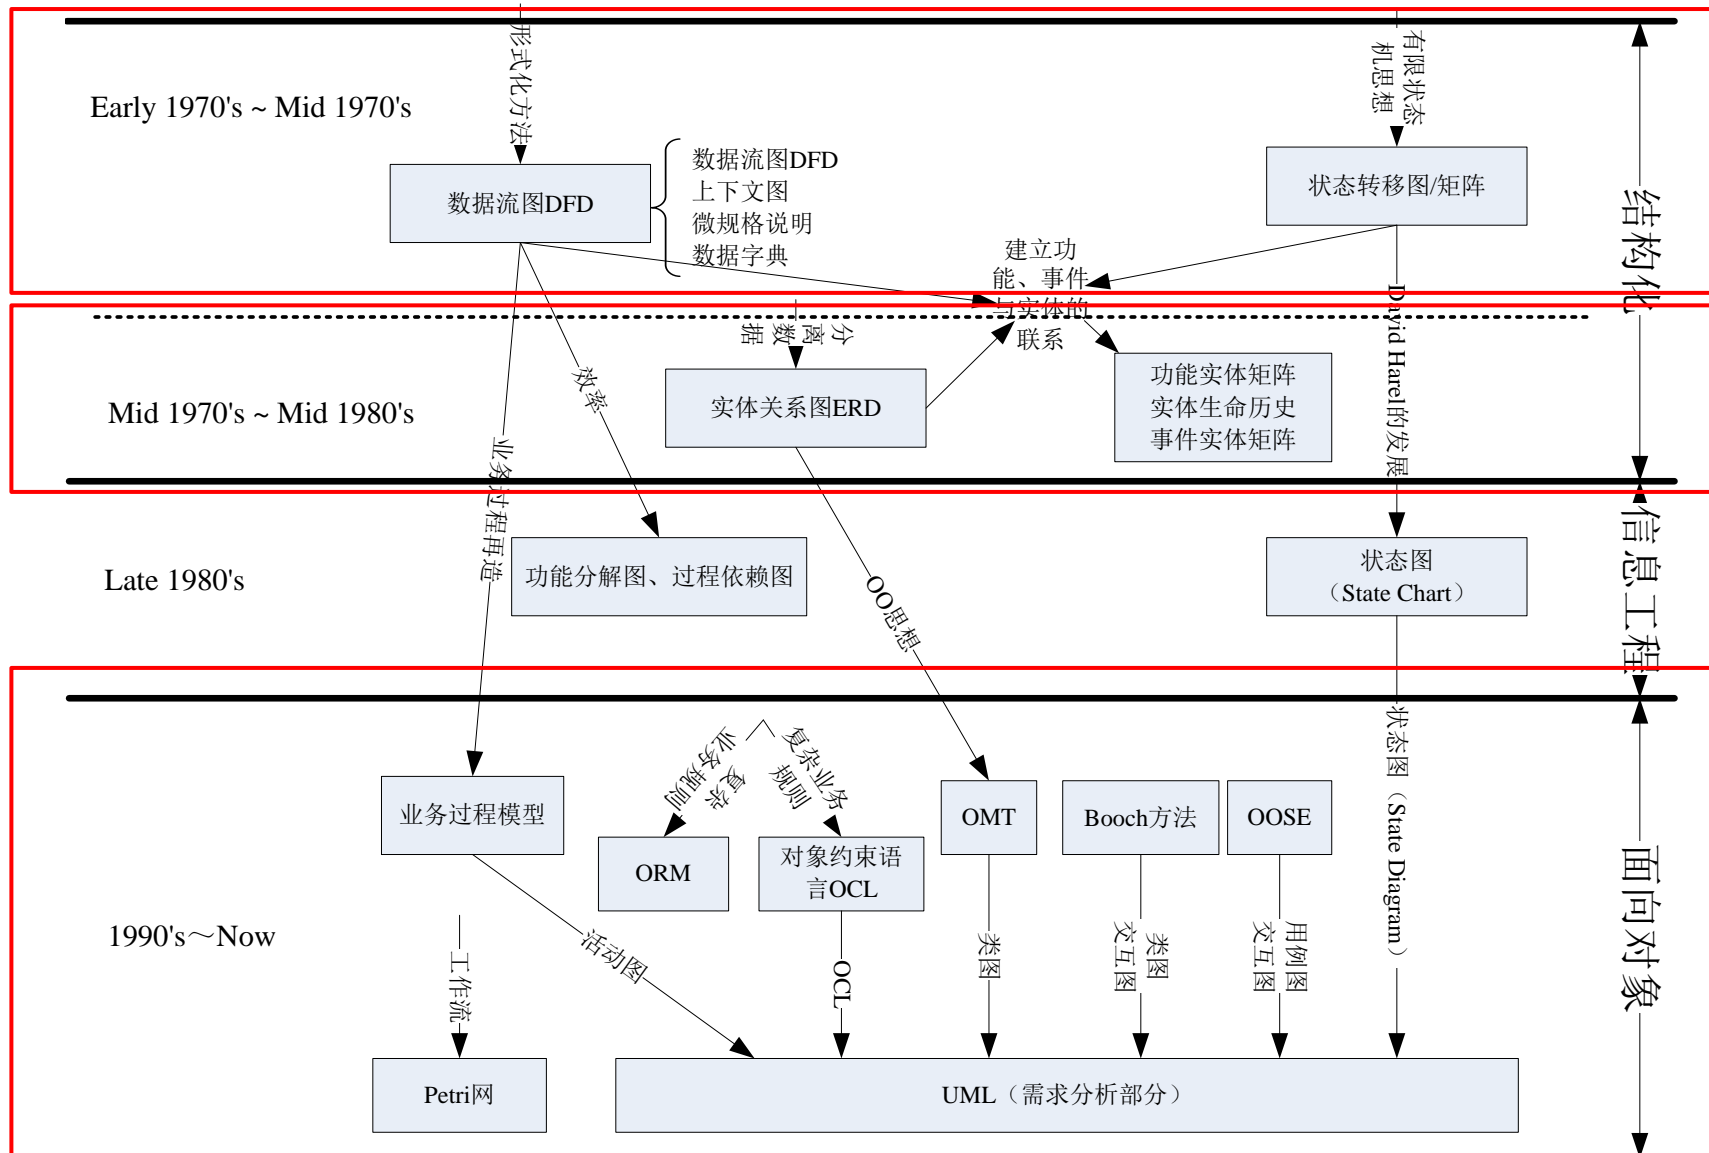 形式化方法
有限状态
机思想
Early 1970's ~ Mid 1970's
数据流图DFD
数据流图DFD
上下文图
微规格说明
数据字典
状态转移图/矩阵
结构化
建立功
能、事件
与实体的
联系
分离数据
David Harel的发展
效率
Mid 1970's ~ Mid 1980's
实体关系图ERD
功能实体矩阵
实体生命历史
事件实体矩阵
业务过程再造
信息工程
Late 1980's
功能分解图、过程依赖图
OO思想
状态图
（State Chart）
状态图（State Diagram）
复杂
业务规则
复杂业务
规则
业务过程模型
ORM
对象约束语
言OCL
OMT
Booch方法
OOSE
面向对象
1990's～Now
工作流
活动图
OCL
类图
类图
交互图
用例图
交互图
Petri网
UML（需求分析部分）